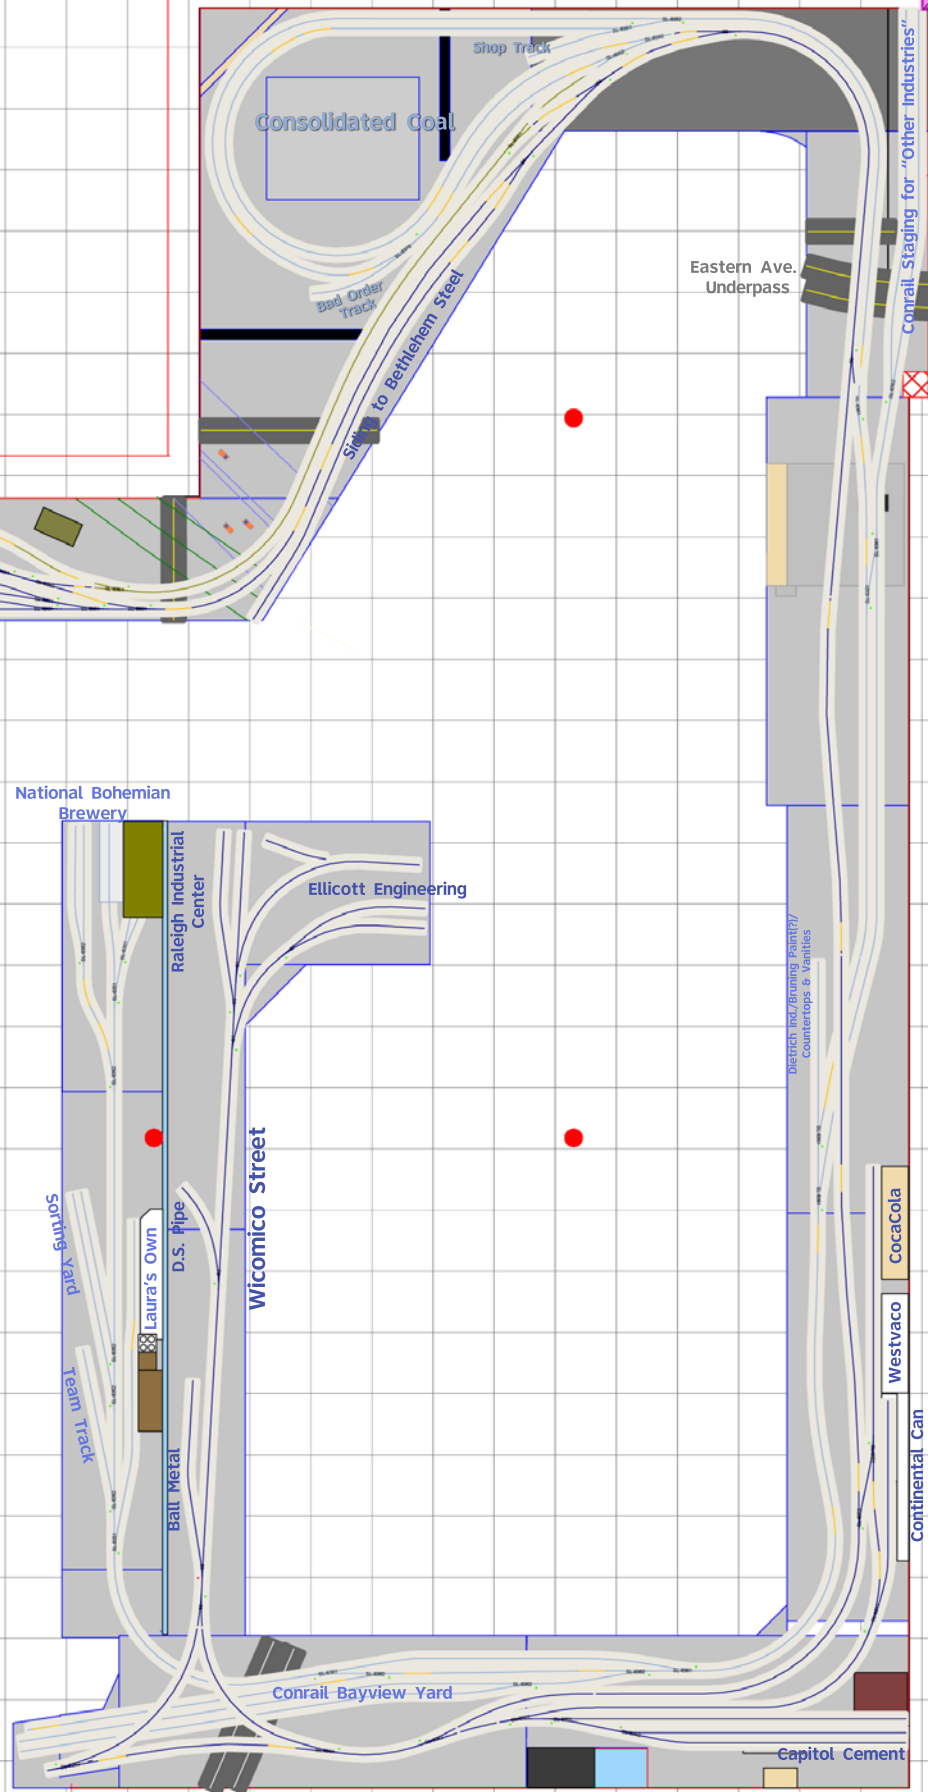 Shop Track
Consolidated Coal
Conrail Staging for “Other Industries”
Eastern Ave.
Underpass
Bad Order
Track
Siding to Bethlehem Steel
National Bohemian
Brewery
Raleigh Industrial
Center
Ellicott Engineering
Dietrich Ind./Bruning Paint(?)/
Countertops & Vanities
Wicomico Street
Sorting Yard
D.S. Pipe
Laura's Own
CocaCola
Westvaco
Team Track
Ball Metal
Continental Can
Conrail Bayview Yard
Capitol Cement